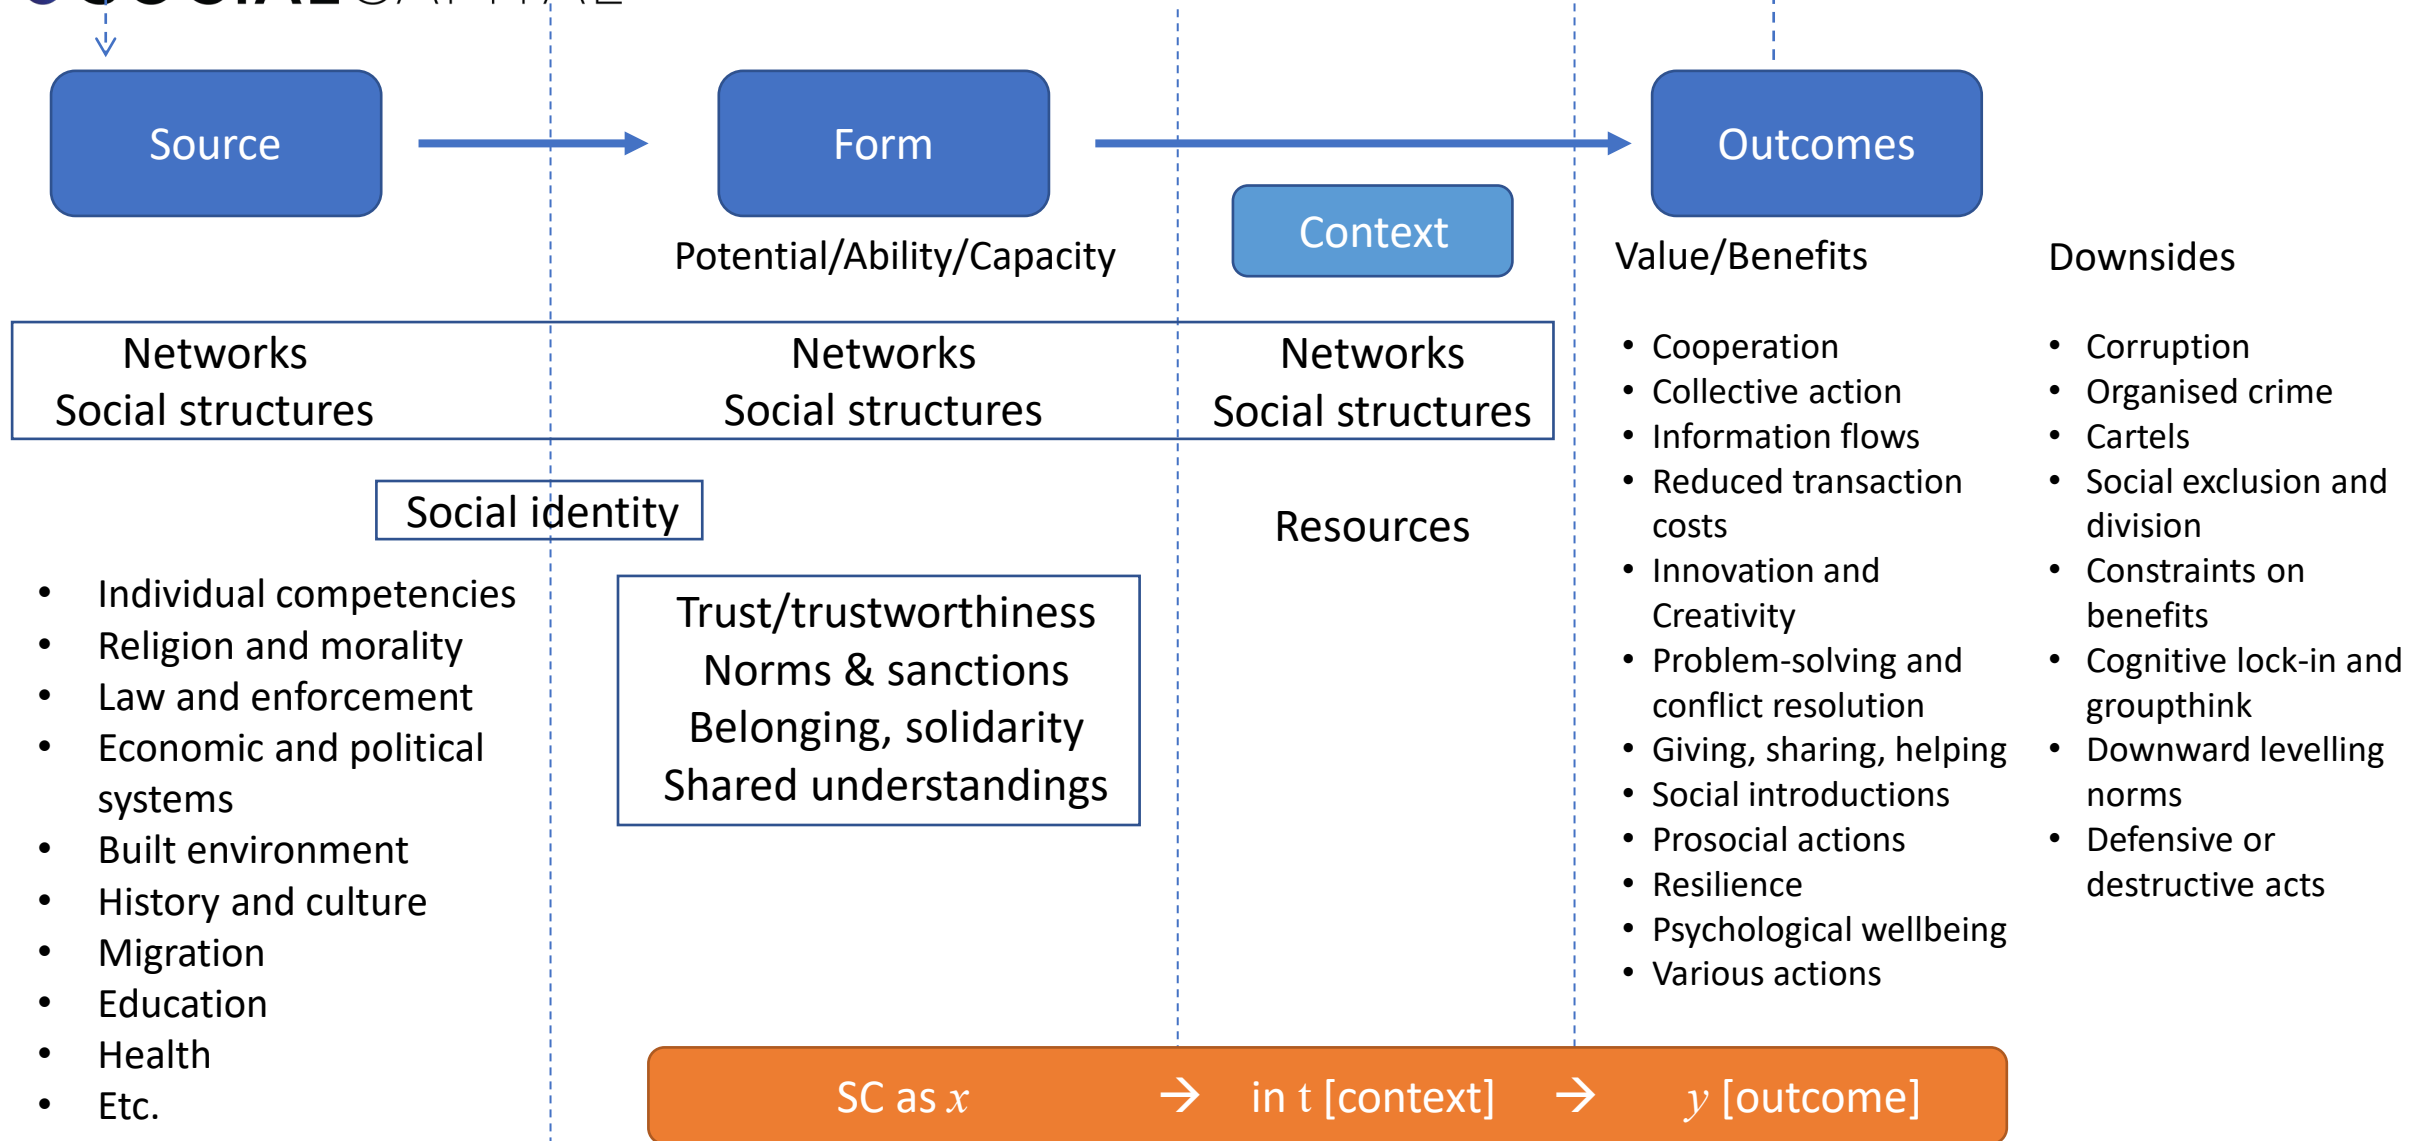 SOCIAL CAPITAL
Source
Form
Outcomes
Context
Potential/Ability/Capacity
Value/Benefits
Downsides
Networks
Social structures
Networks
Social structures
Networks
Social structures
Social identity
Resources
• Individual competencies
• Religion and morality
• Law and enforcement
• Economic and political
systems
• Built environment
• History and culture
• Migration
• Education
• Health
• Etc.
Trust/trustworthiness
Norms & sanctions
Belonging, solidarity
Shared understandings
• Cooperation
• Collective action
• Information flows
• Reduced transaction
costs
• Innovation and
Creativity
• Problem-solving and
conflict resolution
• Giving, sharing, helping
• Social introductions
• Prosocial actions
• Resilience
• Psychological wellbeing
• Various actions
• Corruption
• Organised crime
• Cartels
• Social exclusion and
division
• Constraints on
benefits
• Cognitive lock-in and
groupthink
• Downward levelling
norms
• Defensive or
destructive acts
SC as x → in t [context] → y [outcome]